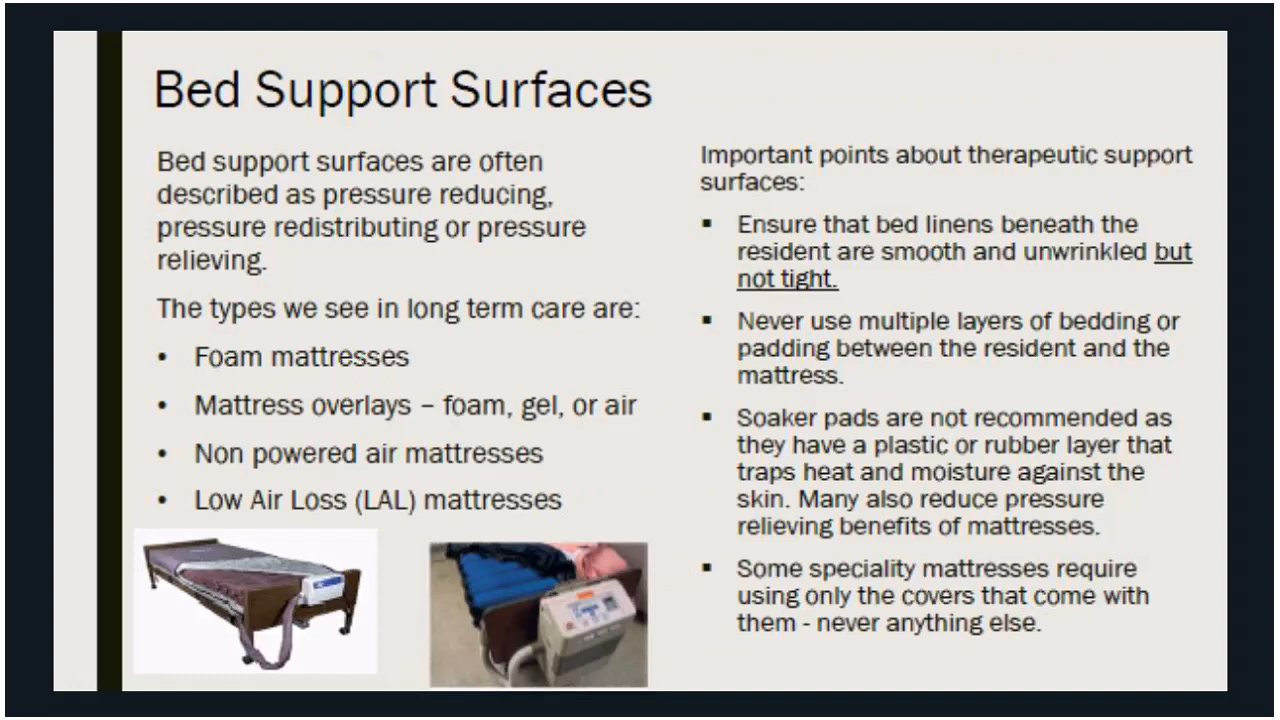 Bed Support Surfaces
Bed support surfaces are often
described as pressure reducing,
pressure redistributing or pressure
relieving.
The types we see in long term care are:
• Foam mattresses
• Mattress overlays – foam, gel, or air
• Non powered air mattresses
• Low Air Loss (LAL) mattresses
Important points about therapeutic support
surfaces:
▪ Ensure that bed linens beneath the
resident are smooth and unwrinkled but
not tight.
▪ Never use multiple layers of bedding or
padding between the resident and the
mattress.
▪ Soaker pads are not recommended as
they have a plastic or rubber layer that
traps heat and moisture against the
skin. Many also reduce pressure
relieving benefits of mattresses.
▪ Some speciality mattresses require
using only the covers that come with
them - never anything else.